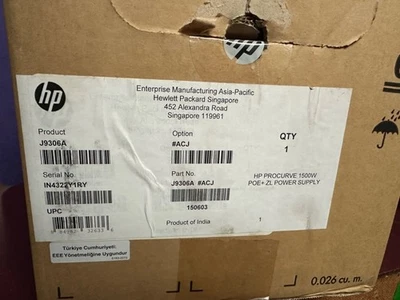 hp
Enterprise Manufacturing Asia-Pacific
Hewlett Packard Singapore
452 Alexandra Road
Singapore 119961
Product
Option
QTY
J9306A
#ACJ
1
Serial No
Part No.
IN4322Y1RY
J9306A #ACJ
HP PROCURVE 1500W
POE+ ZL POWER SUPPLY
UPC
150603
Product of India
1
Türkiye Cumhuriyeti:
EEE Yönetmeliğine Uygundur
0.026 cu. m.